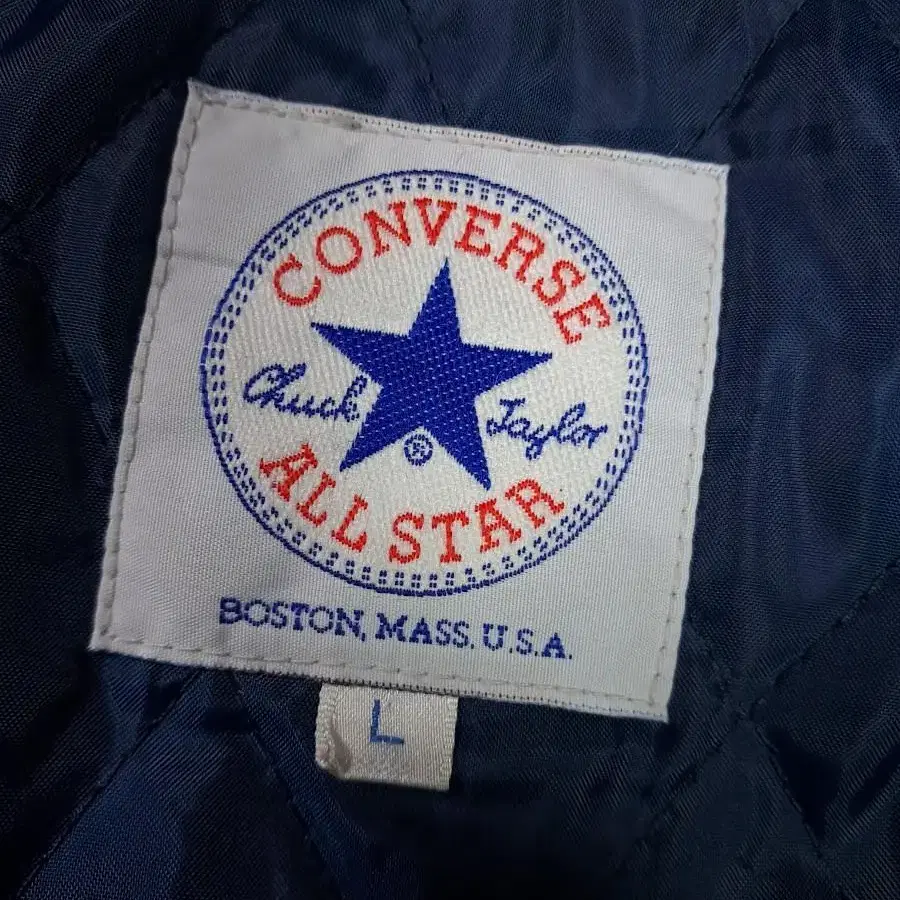 CONVERSE
Chuck Taylor
®
ALL STAR
BOSTON, MASS. U.S.A.
L